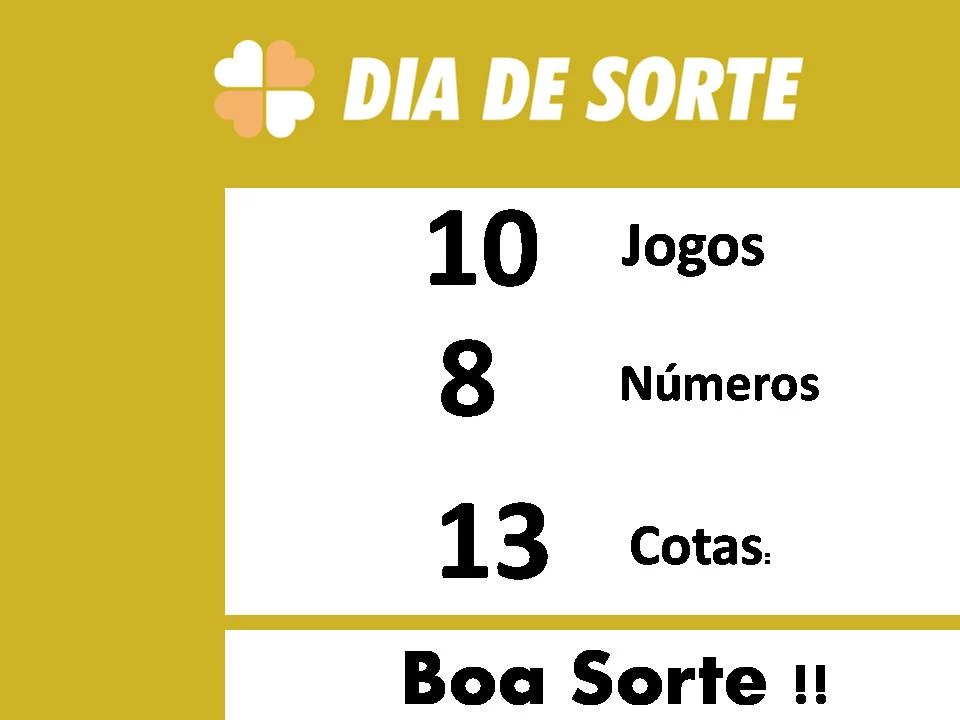 DIA DE SORTE
10 Jogos
8 Números
13 Cotas:
Boa Sorte !!